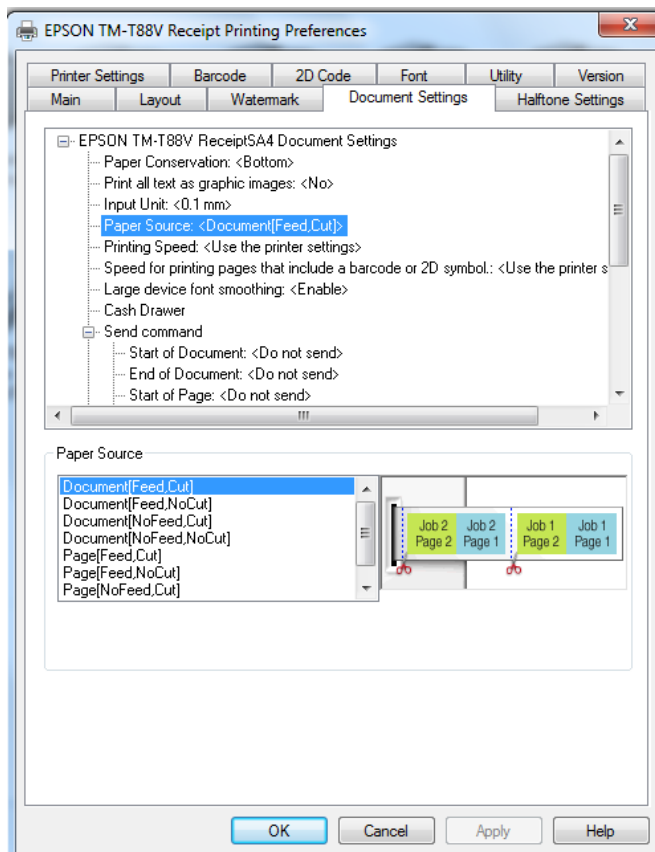 EPSON TM-T88V Receipt Printing Preferences
Printer Settings Barcode 2D Code Font Utility Version
Main Layout Watermark Document Settings Halftone Settings
EPSON TM-T88V ReceiptSA4 Document Settings
Paper Conservation: <Bottom>
Print all text as graphic images: <No>
Input Unit: <0.1 mm>
Paper Source: <Document[Feed,Cut]>
Printing Speed: <Use the printer settings>
Speed for printing pages that include a barcode or 2D symbol.: <Use the printer s
Large device font smoothing: <Enable>
Cash Drawer
Send command
Start of Document: <Do not send>
End of Document: <Do not send>
Start of Page: <Do not send>
Paper Source
Document[Feed,Cut]
Document[Feed,NoCut]
Document[NoFeed,Cut]
Document[NoFeed,NoCut]
Page[Feed,Cut]
Page[Feed,NoCut]
Page[NoFeed,Cut]
Job 2 Job 2 Job 1 Job 1
Page 2 Page 1 Page 2 Page 1
OK Cancel Apply Help